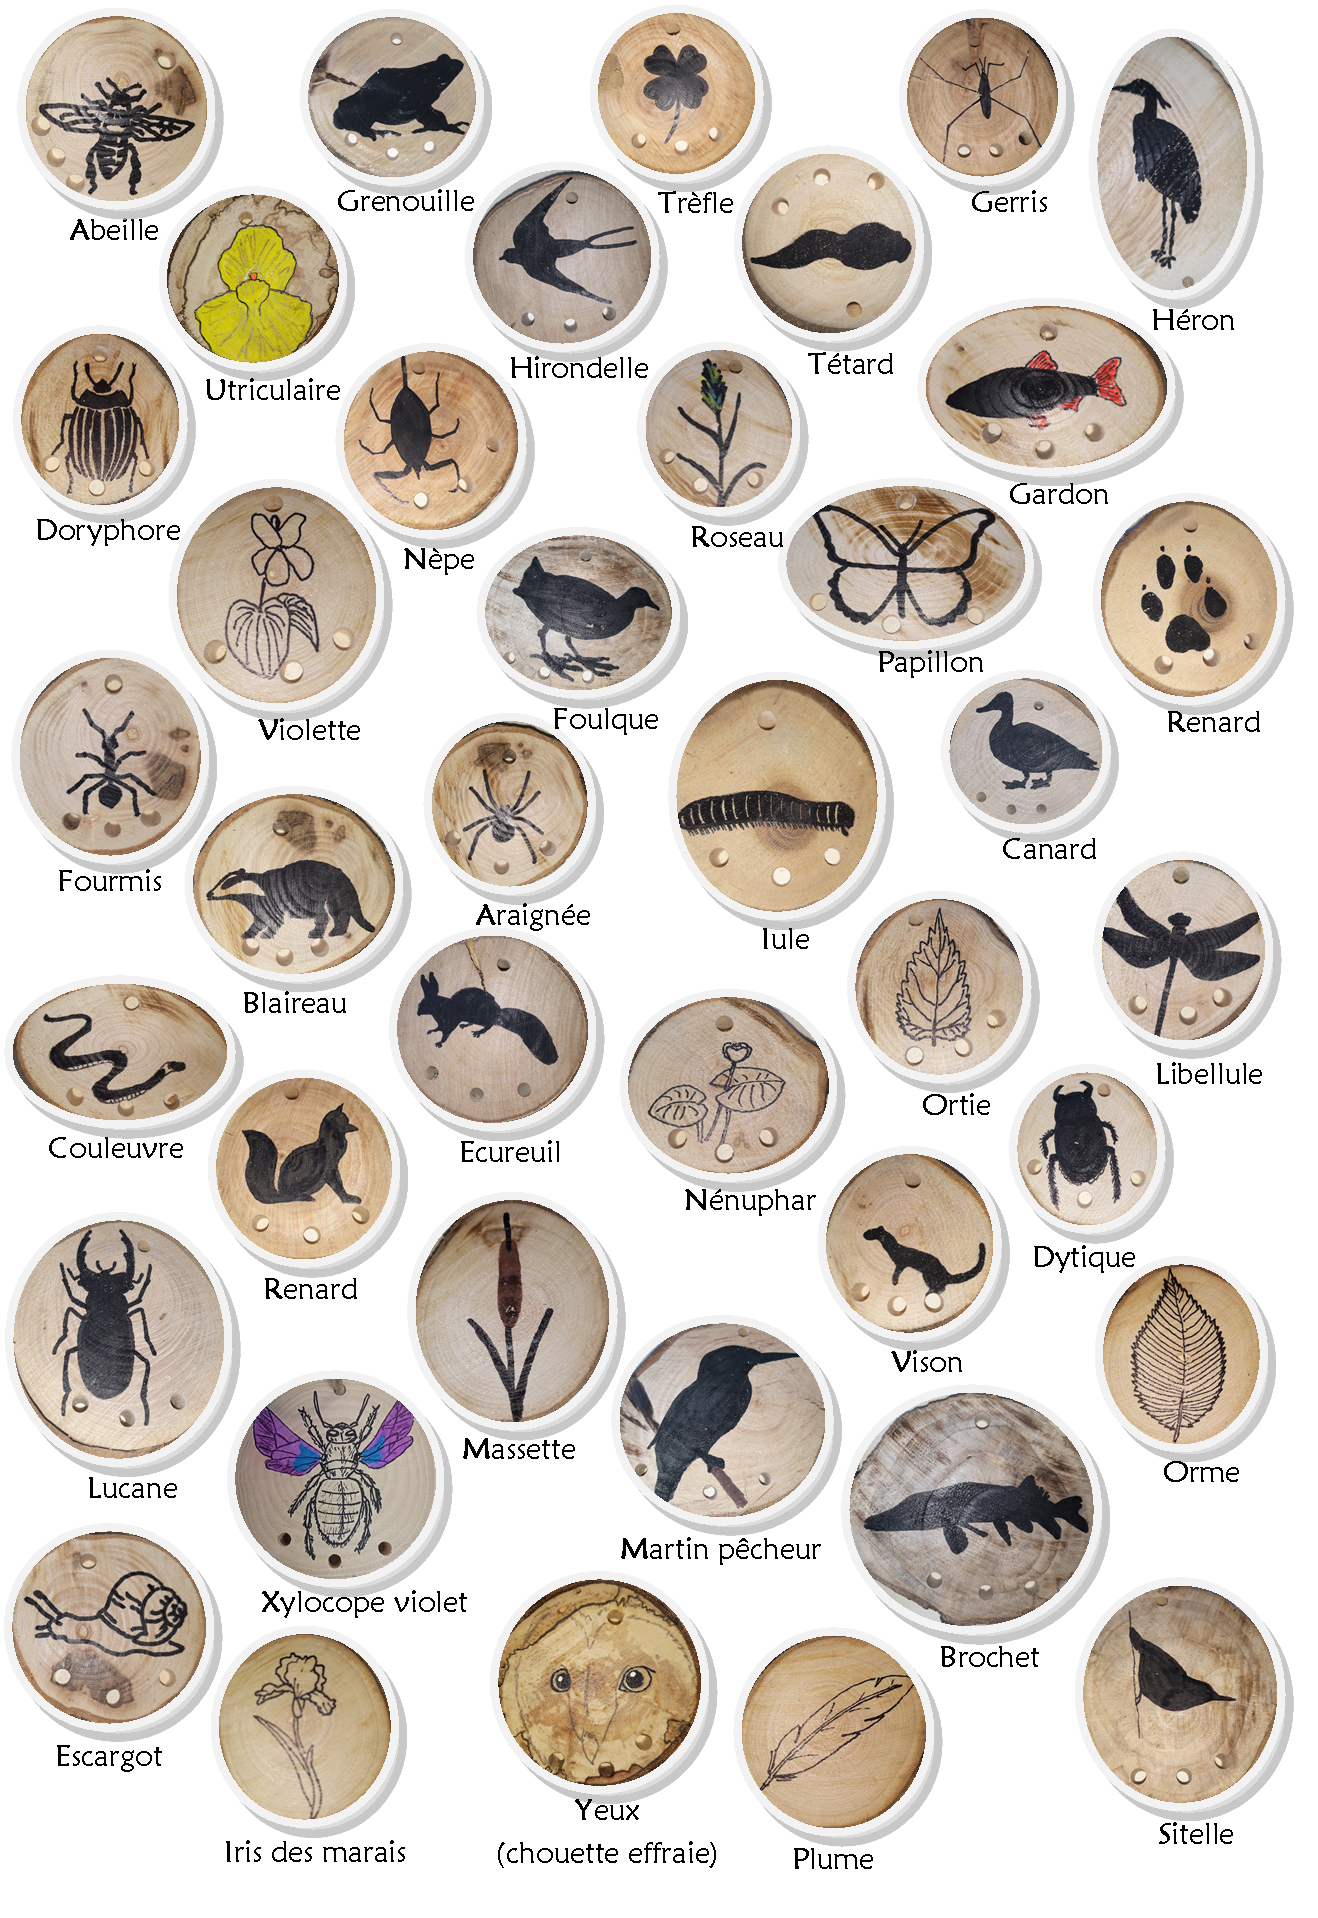 Abeille
Grenouille
Trèfle
Gerris
Héron
Utriculaire
Hirondelle
Tétard
Gardon
Doryphore
Nèpe
Roseau
Papillon
Renard
Violette
Foulque
Canard
Fourmis
Araignée
Iule
Blaireau
Libellule
Ortie
Couleuvre
Ecureuil
Nénuphar
Dytique
Renard
Vison
Massette
Orme
Lucane
Martin pêcheur
Xylocope violet
Brochet
Escargot
Yeux
(chouette effraie)
Iris des marais
Plume
Sitelle